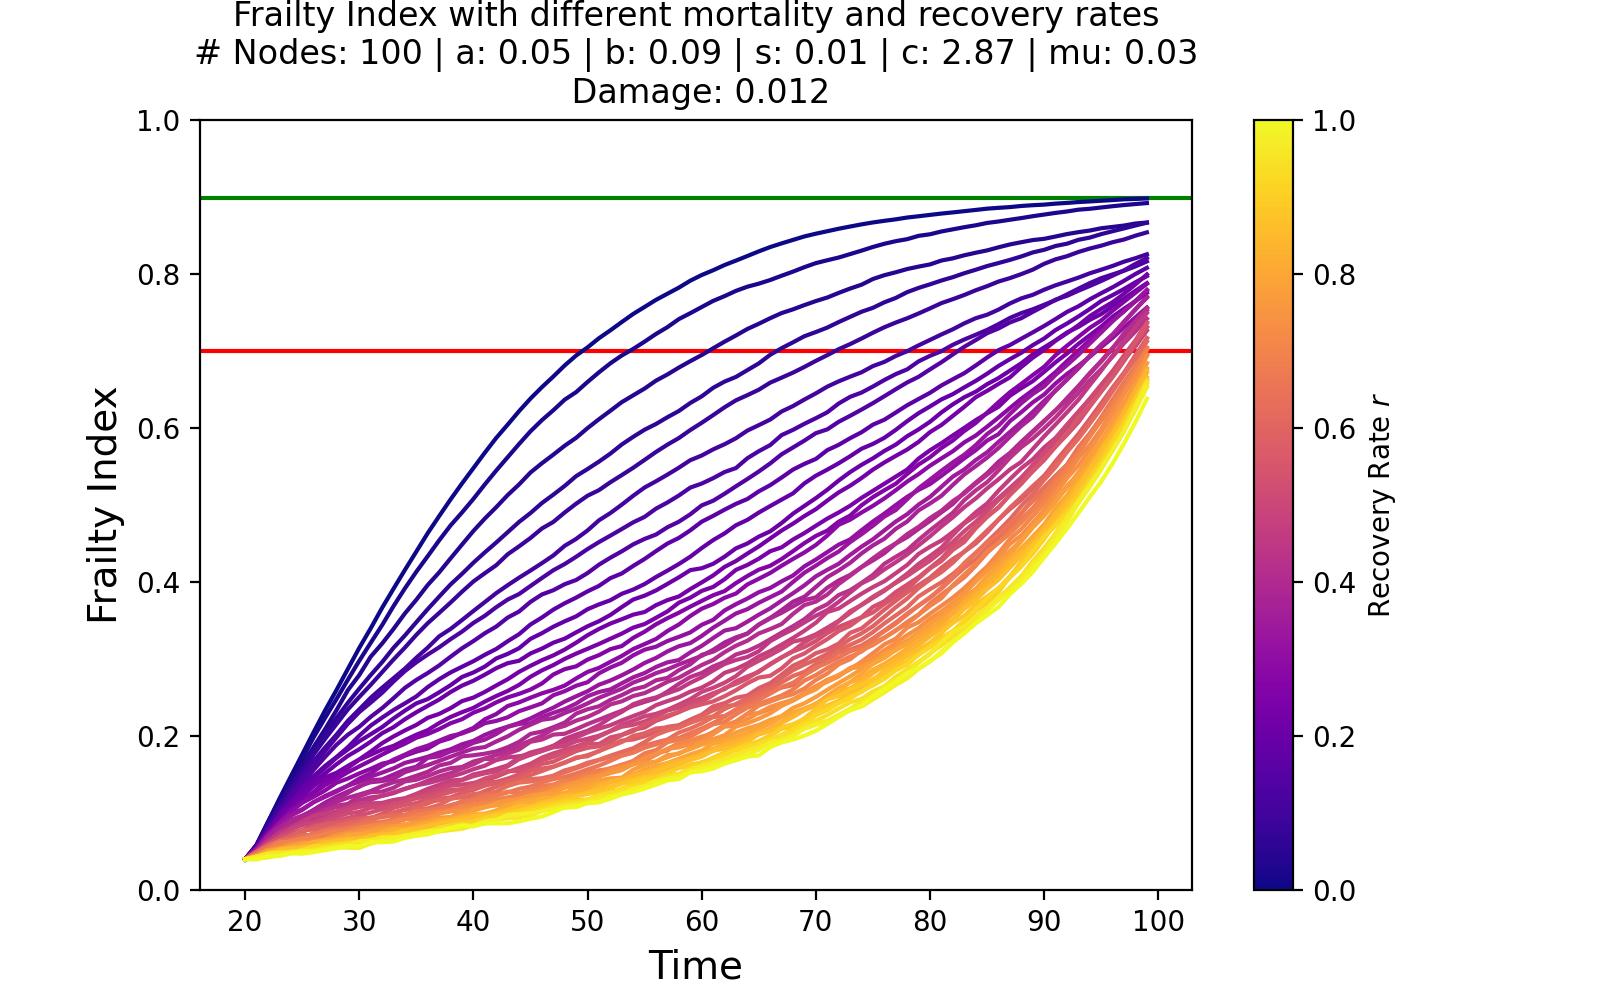 Frailty Index with different mortality and recovery rates
# Nodes: 100 | a: 0.05 | b: 0.09 | s: 0.01 | c: 2.87 | mu: 0.03
Damage: 0.012
1.0
0.8
0.6
0.4
0.2
0.0
Frailty Index
20 30 40 50 60 70 80 90 100
Time
1.0
0.8
0.6
0.4
0.2
0.0
Recovery Rate r